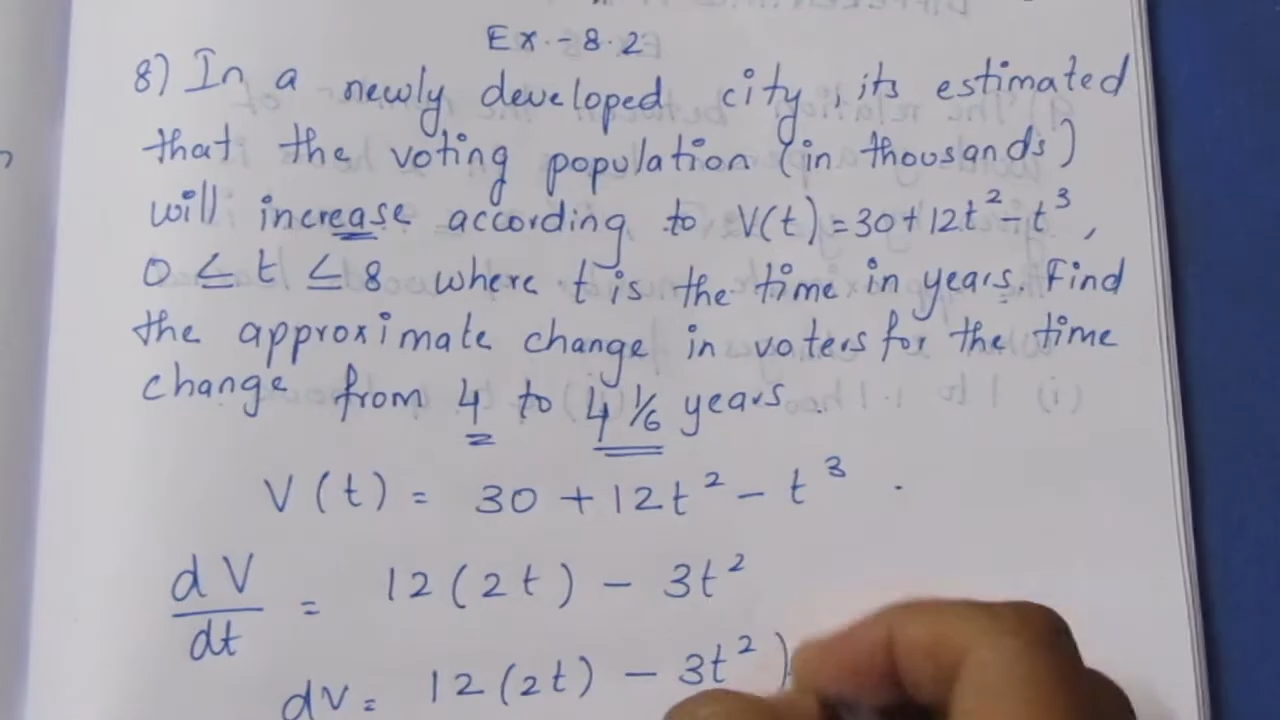 Ex.-8.2
8) In a newly developed city, its estimated
that the voting population (in thousands)
will increase according to V(t)=30+12t²-t³,
0 ≤ t ≤ 8 where t is the time in years. Find
the approximate change in voters for the time
change from 4 to 4 1/6 years.
V(t) = 30 + 12t² - t³.
dV/dt = 12(2t) - 3t²
dV = 12(2t) - 3t²)